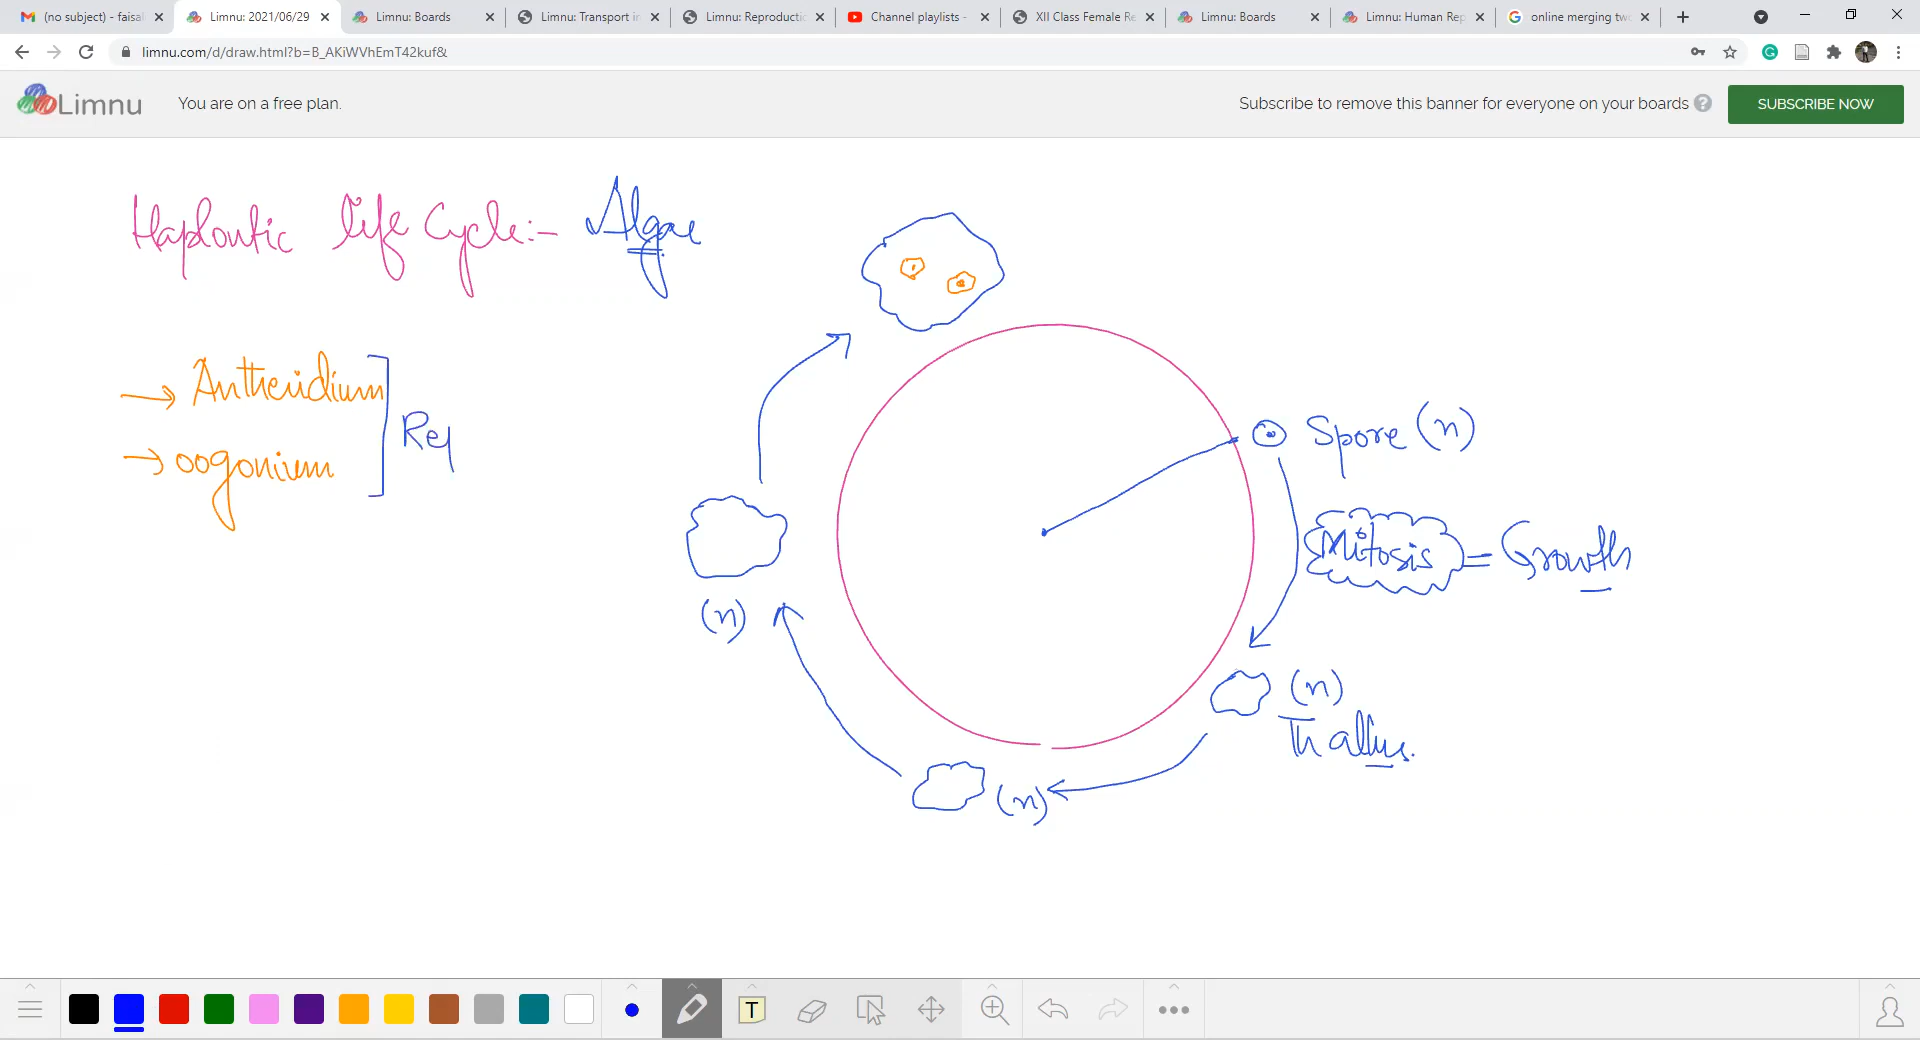 (no subject) - faisal
Limnu: 2021/06/29
Limnu: Boards
Limnu: Transport in
Limnu: Reproductio
Channel playlists -
XII Class Female Re
Limnu: Boards
Limnu: Human Rep
online merging two
limnu.com/d/draw.html?b=B_AKiWVhEmT42kuf&
Limnu
You are on a free plan.
Subscribe to remove this banner for everyone on your boards ?
SUBSCRIBE NOW
Haplontic life Cycle:- Algae
Antheridium
oogonium
Rep
Spore (n)
Mitosis = Growth
(n)
Thallus.
(n)
(n)
T